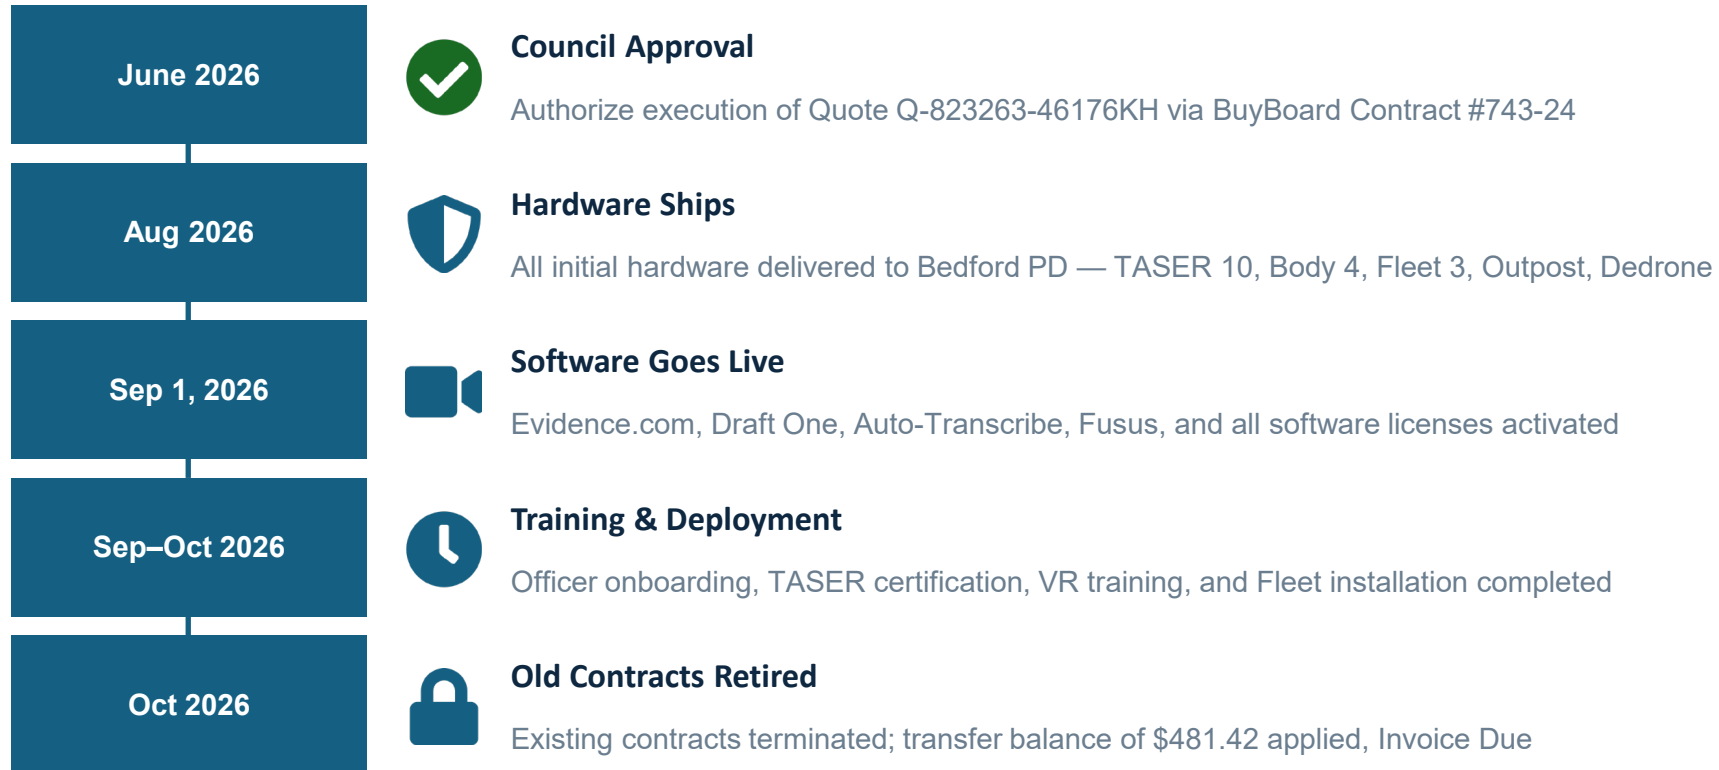 June 2026
Council Approval
Authorize execution of Quote Q-823263-46176KH via BuyBoard Contract #743-24
Aug 2026
Hardware Ships
All initial hardware delivered to Bedford PD — TASER 10, Body 4, Fleet 3, Outpost, Dedrone
Sep 1, 2026
Software Goes Live
Evidence.com, Draft One, Auto-Transcribe, Fusus, and all software licenses activated
Sep–Oct 2026
Training & Deployment
Officer onboarding, TASER certification, VR training, and Fleet installation completed
Oct 2026
Old Contracts Retired
Existing contracts terminated; transfer balance of $481.42 applied, Invoice Due